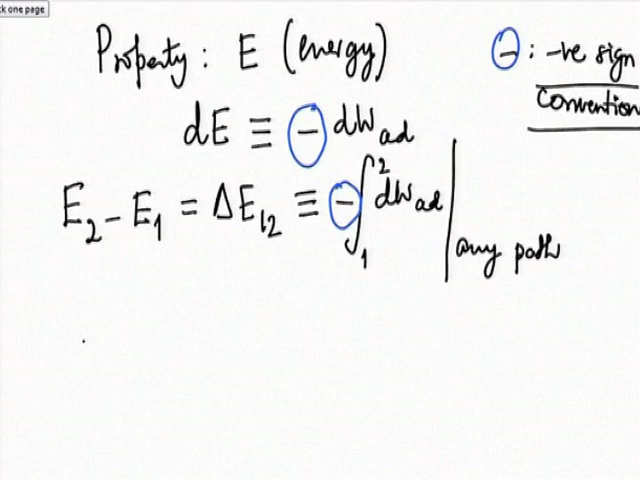 ck one page
Property: E (energy)
⊖ : -ve sign
Convention
dE ≡ - dW_ad
E_2 - E_1 = ΔE_12 ≡ -∫_1^2 dW_ad | any path